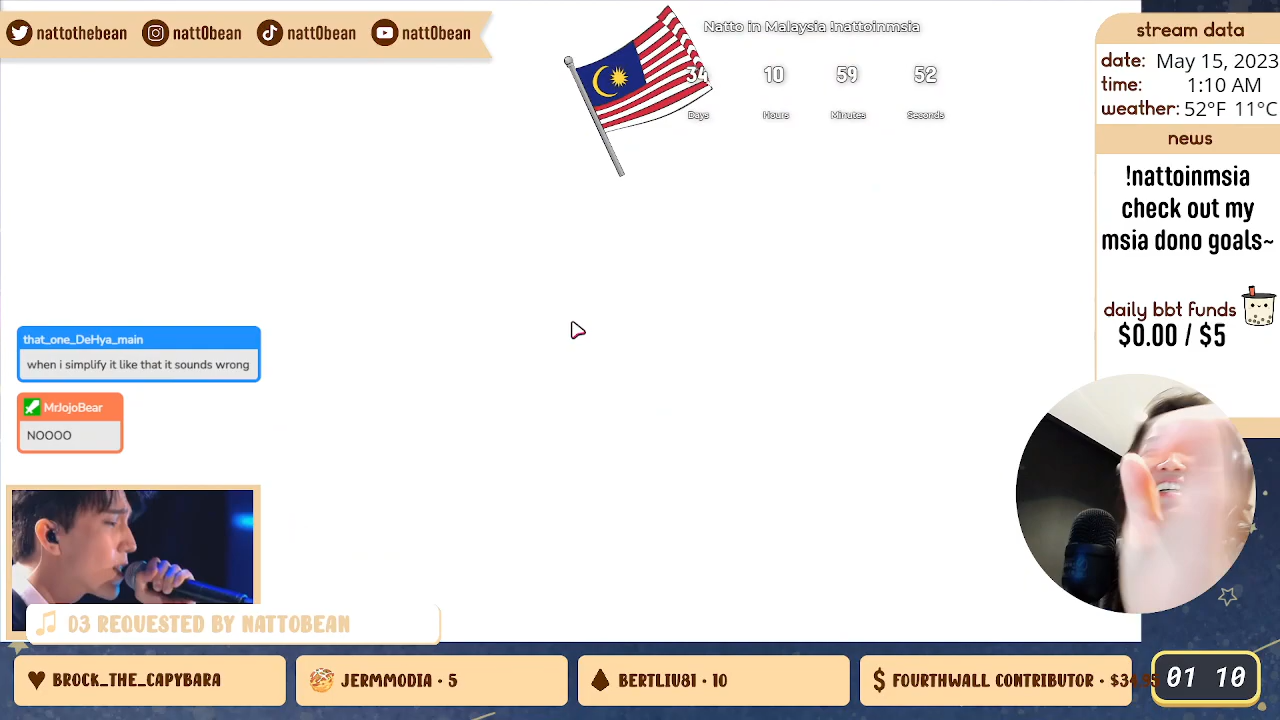 nattothebean
natt0bean
natt0bean
natt0bean
Natto in Malaysia !nattoinmsia
34 10 59 52
Days Hours Minutes Seconds
stream data
date: May 15, 2023
time: 1:10 AM
weather: 52°F 11°C
news
!nattoinmsia
check out my
msia dono goals~
daily bbt funds
$0.00 / $5
that_one_DeHya_main
when i simplify it like that it sounds wrong
MrJojoBear
NOOOO
D3 REQUESTED BY NATTOBEAN
BROCK_THE_CAPYBARA
JERMMODIA · 5
BERTLIU81 · 10
$ FOURTHWALL CONTRIBUTOR ·
01 10